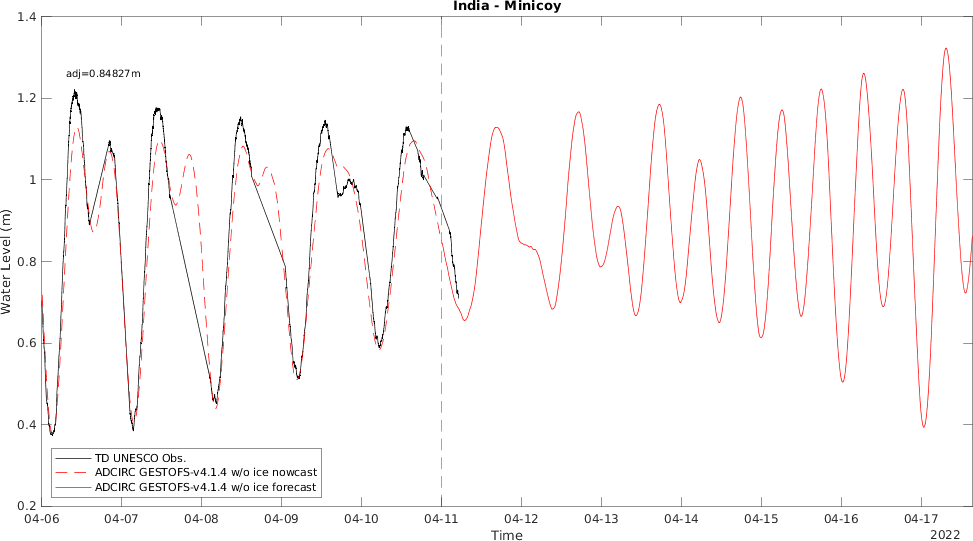 India - Minicoy
adj=0.84827m
Water Level (m)
1.4
1.2
1
0.8
0.6
0.4
0.2
TD UNESCO Obs.
ADCIRC GESTOFS-v4.1.4 w/o ice nowcast
ADCIRC GESTOFS-v4.1.4 w/o ice forecast
04-06 04-07 04-08 04-09 04-10 04-11 04-12 04-13 04-14 04-15 04-16 04-17
Time
2022